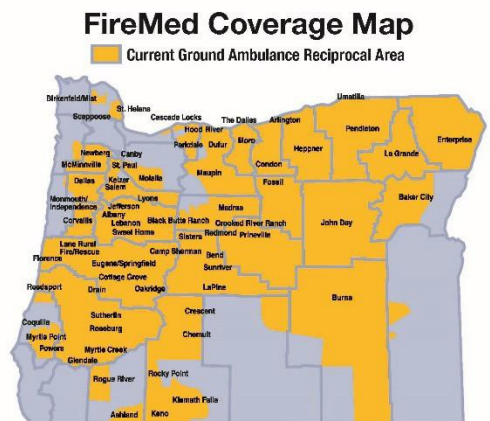 FireMed Coverage Map
Current Ground Ambulance Reciprocal Area
Birkenfeld/Mist
St. Helens
Scappoose
Cascade Locks
Hood River
The Dalles
Arlington
Umatilla
Parkdale
Dufur
Moro
Heppner
Pendleton
Enterprise
La Grande
Newberg
Canby
McMinnville
St. Paul
Condon
Dallas
Keizer
Salem
Molalla
Maupin
Fossil
Baker City
Monmouth/
Independence
Jefferson
Lyons
Albany
Madras
Corvallis
Lebanon
Black Butte Ranch
Crooked River Ranch
John Day
Sweet Home
Sisters
Redmond
Prineville
Lane Rural
Fire/Rescue
Camp Sherman
Bend
Florence
Eugene/Springfield
Sunriver
Cottage Grove
Reedsport
Drain
Oakridge
LaPine
Burns
Sutherlin
Crescent
Coquille
Roseburg
Myrtle Point
Chemult
Powers
Myrtle Creek
Glendale
Rogue River
Rocky Point
Klamath Falls
Ashland
Keno